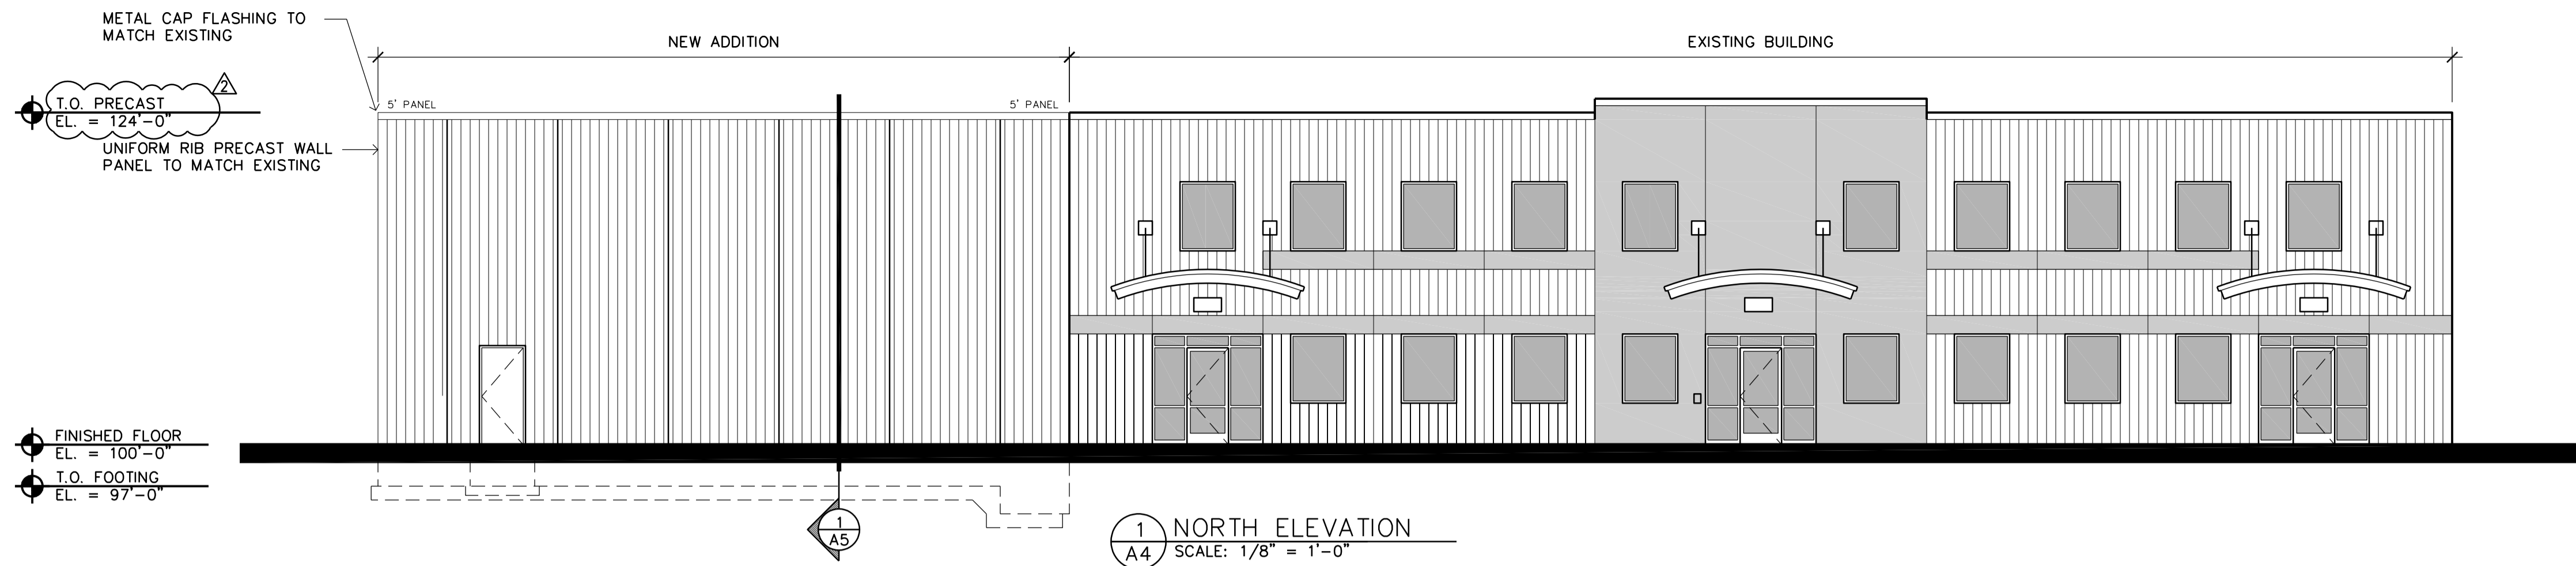 METAL CAP FLASHING TO
MATCH EXISTING
NEW ADDITION
EXISTING BUILDING
2
T.O. PRECAST
EL. = 124'-0"
5' PANEL
5' PANEL
UNIFORM RIB PRECAST WALL
PANEL TO MATCH EXISTING
FINISHED FLOOR
EL. = 100'-0"
T.O. FOOTING
EL. = 97'-0"
1
A5
1
A4
NORTH ELEVATION
SCALE: 1/8" = 1'-0"